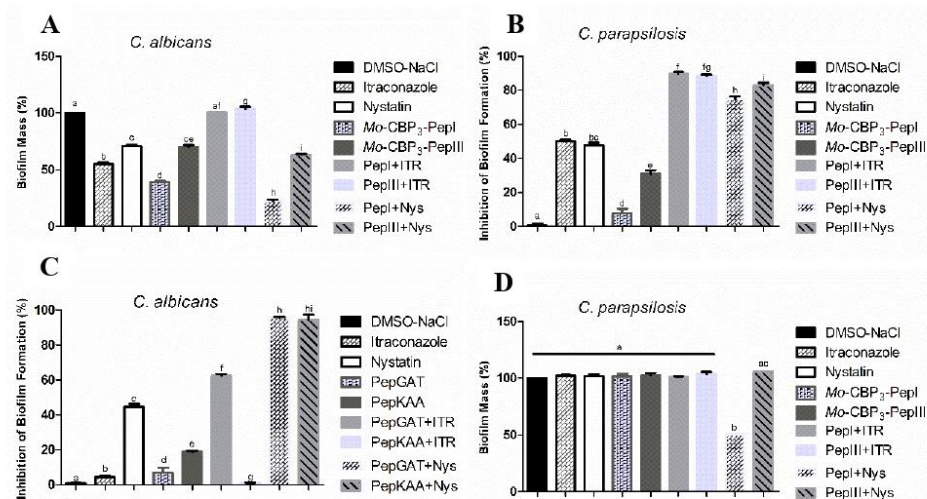 A
C. albicans
Biofilm Mass (%)
150
100
50
0
a
b
c
d
ce
af
g
h
i
DMSO-NaCl
Itraconazole
Nystatin
Mo-CBP3-PepI
Mo-CBP3-PepIII
PepI+ITR
PepIII+ITR
PepI+Nys
PepIII+Nys
B
C. parapsilosis
Inhibition of Biofilm Formation (%)
100
80
60
40
20
0
a
b
bc
d
e
f
fg
h
i
DMSO-NaCl
Itraconazole
Nystatin
Mo-CBP3-PepI
Mo-CBP3-PepIII
PepI+ITR
PepIII+ITR
PepI+Nys
PepIII+Nys
C
C. albicans
Inhibition of Biofilm Formation (%)
100
80
60
40
20
0
a
b
c
d
e
f
h
hi
DMSO-NaCl
Itraconazole
Nystatin
PepGAT
PepKAA
PepGAT+ITR
PepKAA+ITR
PepGAT+Nys
PepKAA+Nys
D
C. parapsilosis
Biofilm Mass (%)
150
100
50
0
a
b
DMSO-NaCl
Itraconazole
Nystatin
Mo-CBP3-PepI
Mo-CBP3-PepIII
PepI+ITR
PepIII+ITR
PepI+Nys
PepIII+Nys